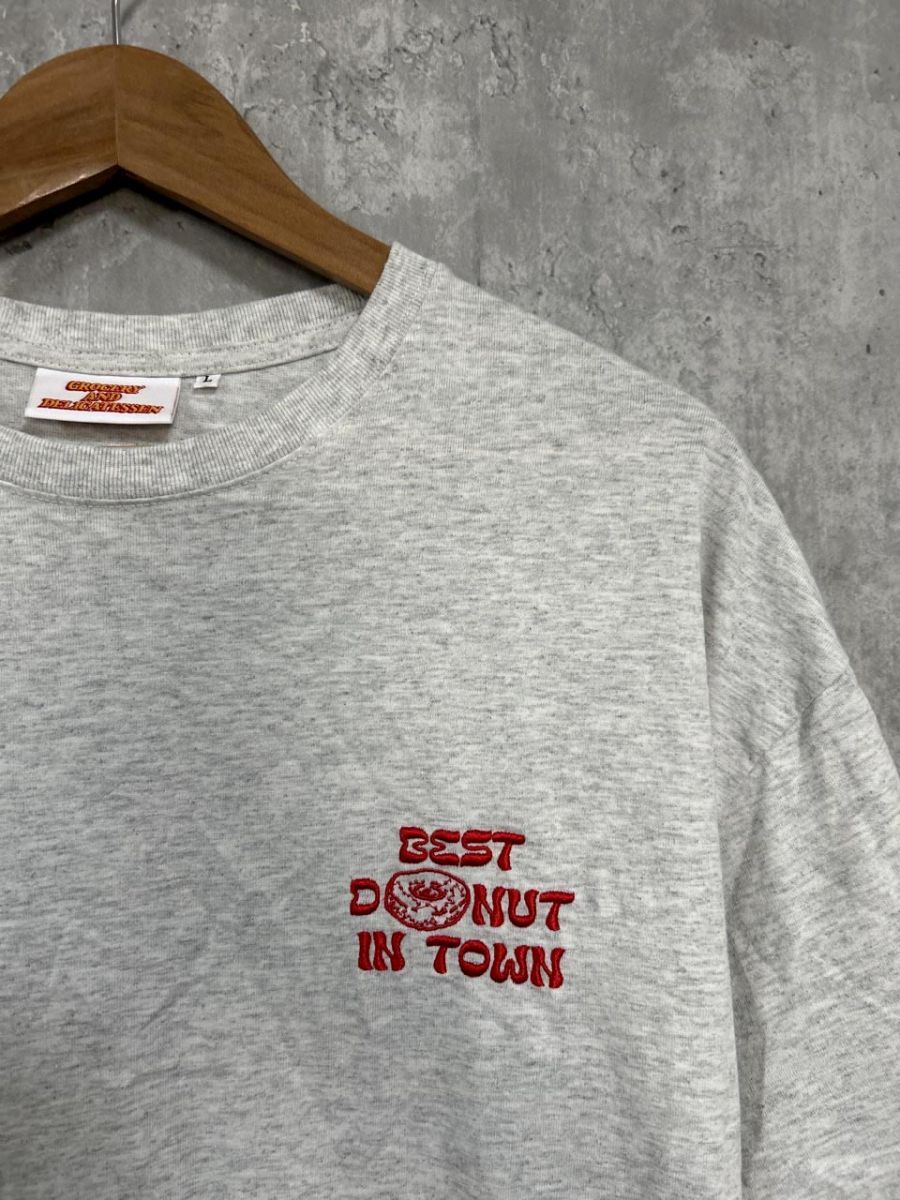 GROCERY
AND
DELICATESSEN
L
BEST
DONUT
IN TOWN